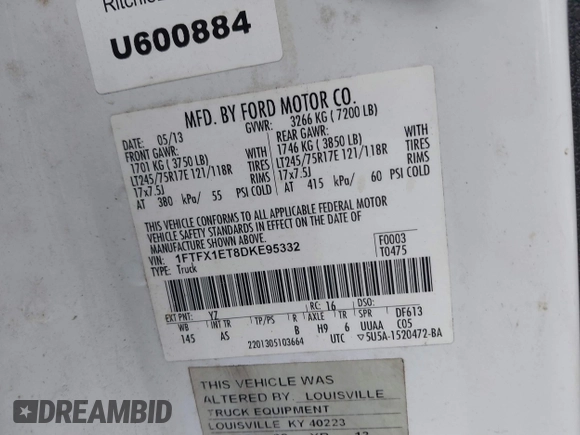 U600884
MFD. BY FORD MOTOR CO.
DATE: 05/13 GVWR: 3266 KG ( 7200 LB)
FRONT GAWR: REAR GAWR:
1701 KG ( 3750 LB) WITH 1746 KG ( 3850 LB) WITH
LT245/75R17E 121/118R TIRES LT245/75R17E 121/118R TIRES
17x7.5J RIMS 17x7.5J RIMS
AT 380 kPa/ 55 PSI COLD AT 415 kPa/ 60 PSI COLD
THIS VEHICLE CONFORMS TO ALL APPLICABLE FEDERAL MOTOR
VEHICLE SAFETY STANDARDS IN EFFECT ON THE DATE OF
MANUFACTURE SHOWN ABOVE.
VIN: 1FTFX1ET8DKE95332 F0003
TYPE: Truck T0475
EXT PNT: YZ RC: 16 DSO:
WB INT TR TP/PS R AXLE TR SPR DF613
145 AS B H9 6 UUAA C05
2201305103664 UTC ▽5U5A-1520472-BA
THIS VEHICLE WAS
ALTERED BY: LOUISVILLE
TRUCK EQUIPMENT
LOUISVILLE KY 40223
DREAMBID